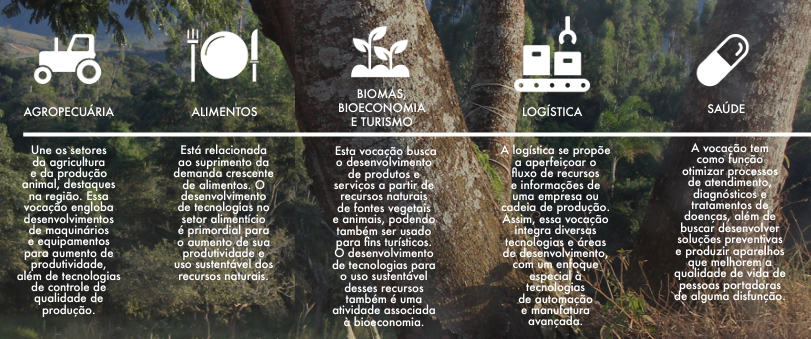 AGROPECUÁRIA
Une os setores
da agricultura
e da produção
animal, destaques
na região. Essa
vocação engloba
desenvolvimentos
de maquinários
e equipamentos
para aumento de
produtividade,
além de tecnologias
de controle de
qualidade de
produção.
ALIMENTOS
Está relacionada
ao suprimento da
demanda crescente
de alimentos. O
desenvolvimento
de tecnologias no
setor alimentício
é primordial para
o aumento de sua
produtividade e
uso sustentável dos
recursos naturais.
BIOMAS,
BIOECONOMIA
E TURISMO
Esta vocação busca
o desenvolvimento
de produtos e
serviços a partir de
recursos naturais
de fontes vegetais
e animais, podendo
também ser usado
para fins turísticos.
O desenvolvimento
de tecnologias para
o uso sustentável
desses recursos
também é uma
atividade associada
à bioeconomia.
LOGÍSTICA
A logística se propõe
a aperfeiçoar o
fluxo de recursos
e informações de
uma empresa ou
cadeia de produção.
Assim, essa vocação
integra diversas
tecnologias e áreas
de desenvolvimento,
com um enfoque
especial à
tecnologias
de automação
e manufatura
avançada.
SAÚDE
A vocação tem
como função
otimizar processos
de atendimento,
diagnósticos e
tratamentos de
doenças, além de
buscar desenvolver
soluções preventivas
e produzir aparelhos
que melhorem a
qualidade de vida de
pessoas portadoras
de alguma disfunção.